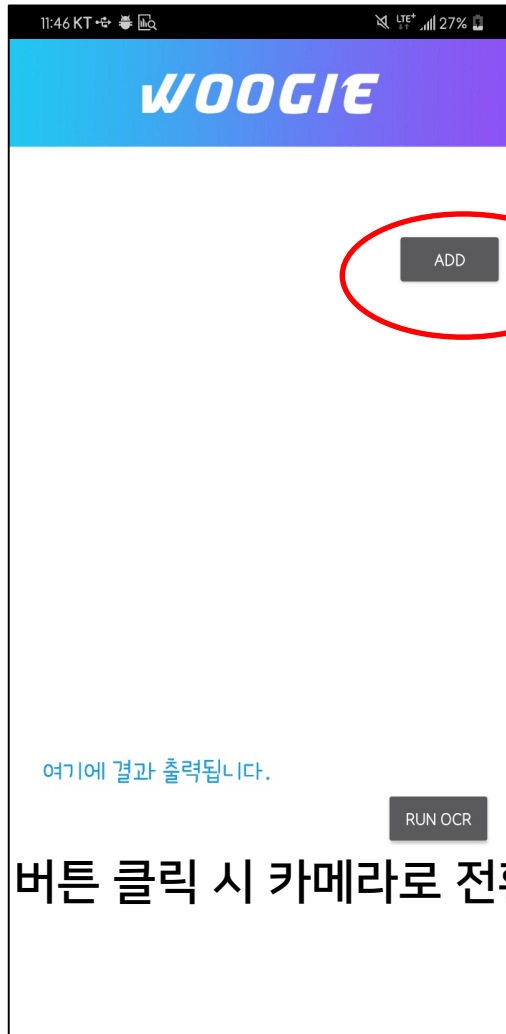 11:46 KT LTE+ 27%
WOOGIE
ADD
여기에 결과 출력됩니다.
RUN OCR
버튼 클릭 시 카메라로